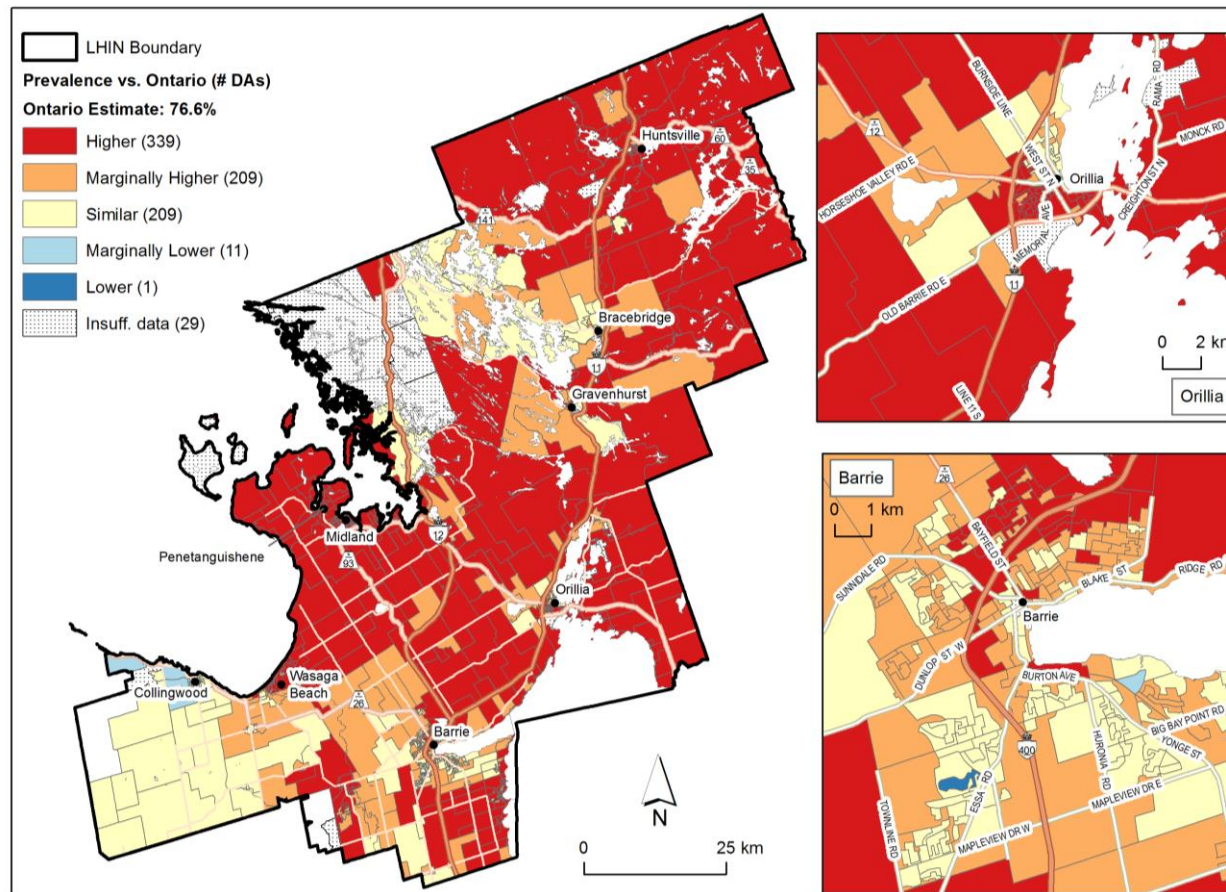 LHIN Boundary
Prevalence vs. Ontario (# DAs)
Ontario Estimate: 76.6%
Higher (339)
Marginally Higher (209)
Similar (209)
Marginally Lower (11)
Lower (1)
Insuff. data (29)
Huntsville
60
35
141
Bracebridge
11
Gravenhurst
Penetanguishene
Midland
12
93
Orillia
Wasaga
Beach
Collingwood
26
Barrie
N
0
25 km
BURNSIDE LINE
RAMA RD
12
MONCK RD
WEST ST N
Orillia
HORSESHOE VALLEY RD E
CREIGHTON ST N
MEMORIAL AVE
OLD BARRIE RD E
11
LINE 11 S
0 2 km
Orillia
Barrie
0 1 km
26
BAYFIELD ST
SUNNIDALE RD
BLAKE ST
RIDGE RD
Barrie
DUNLOP ST W
BURTON AVE
BIG BAY POINT RD
YONGE ST
400
HURONIA RD
ESSA RD
MAPLEVIEW DR E
TOWNLINE RD
MAPLEVIEW DR W